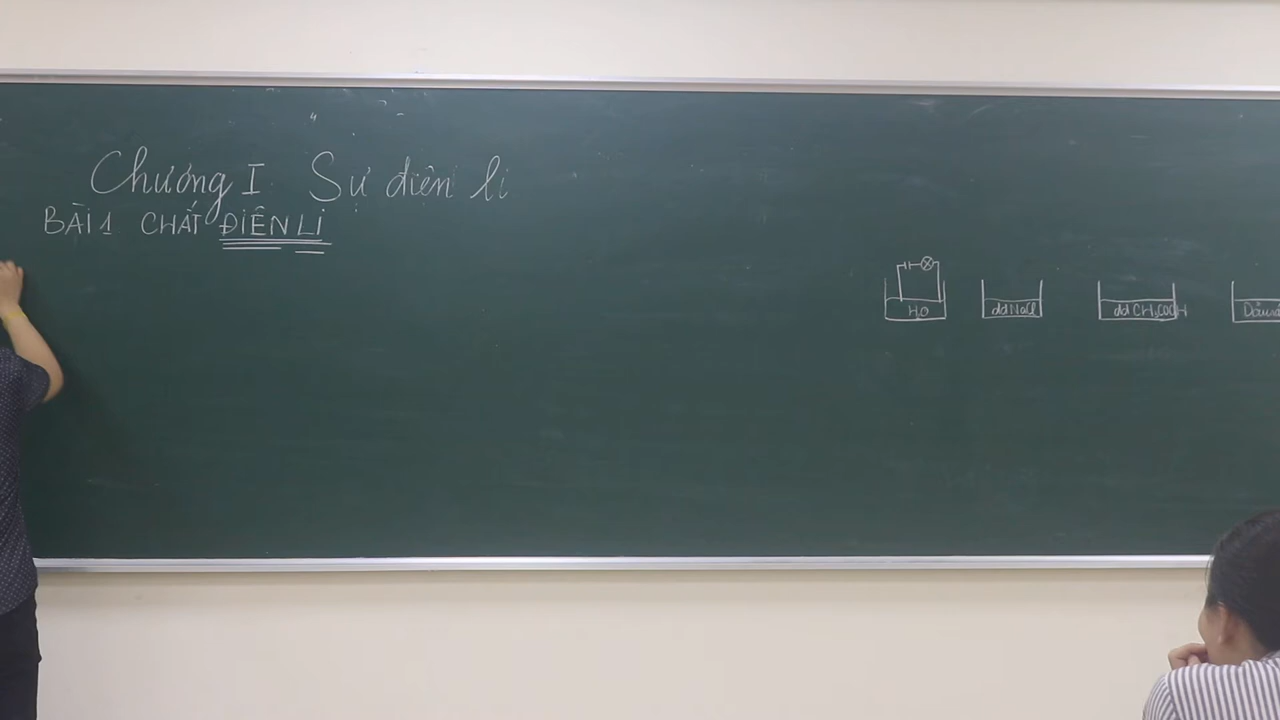 Chương I Sự điện li
BÀI 1 CHẤT ĐIỆN LI
H₂O
dd NaCl
dd CH₃COOH